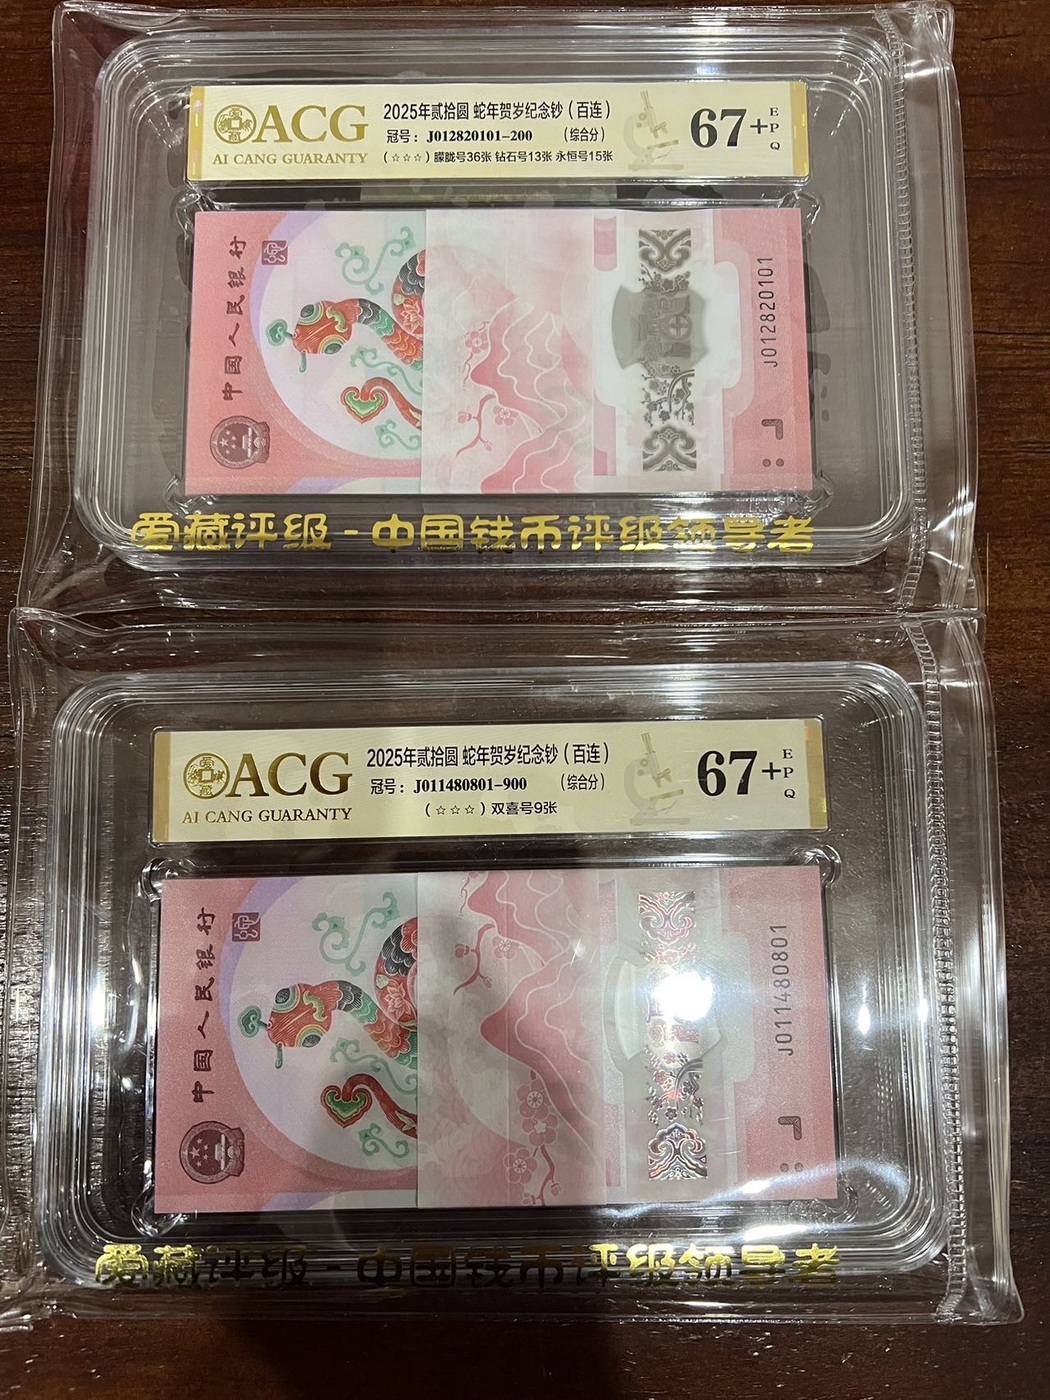 ACG
AI CANG GUARANTY
2025年贰拾圆 蛇年贺岁纪念钞（百连）
冠号：J012820101-200 （综合分）
（☆☆☆）朦胧号36张 钻石号13张 永恒号15张
67+
EPQ
中国人民银行
J012820101
爱藏评级-中国钱币评级领导者
ACG
AI CANG GUARANTY
2025年贰拾圆 蛇年贺岁纪念钞（百连）
冠号：J011480801-900 （综合分）
（☆☆☆）双喜号9张
67+
EPQ
中国人民银行
J011480801
爱藏评级-中国钱币评级领导者